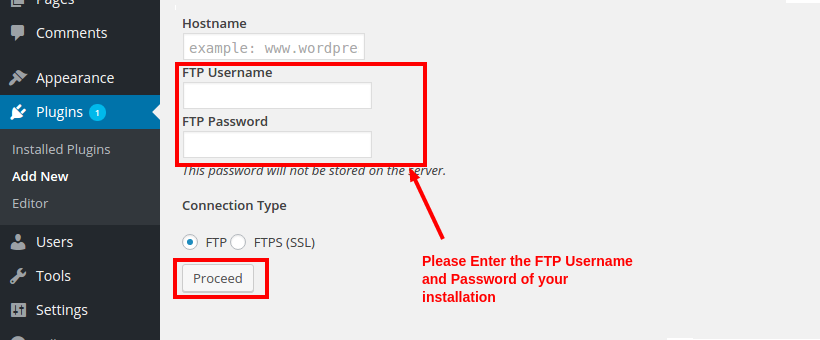 Pages
Comments
Appearance
Plugins 1
Installed Plugins
Add New
Editor
Users
Tools
Settings
Hostname
example: www.wordpre
FTP Username
FTP Password
This password will not be stored on the server.
Connection Type
FTP FTPS (SSL)
Proceed
Please Enter the FTP Username
and Password of your
installation